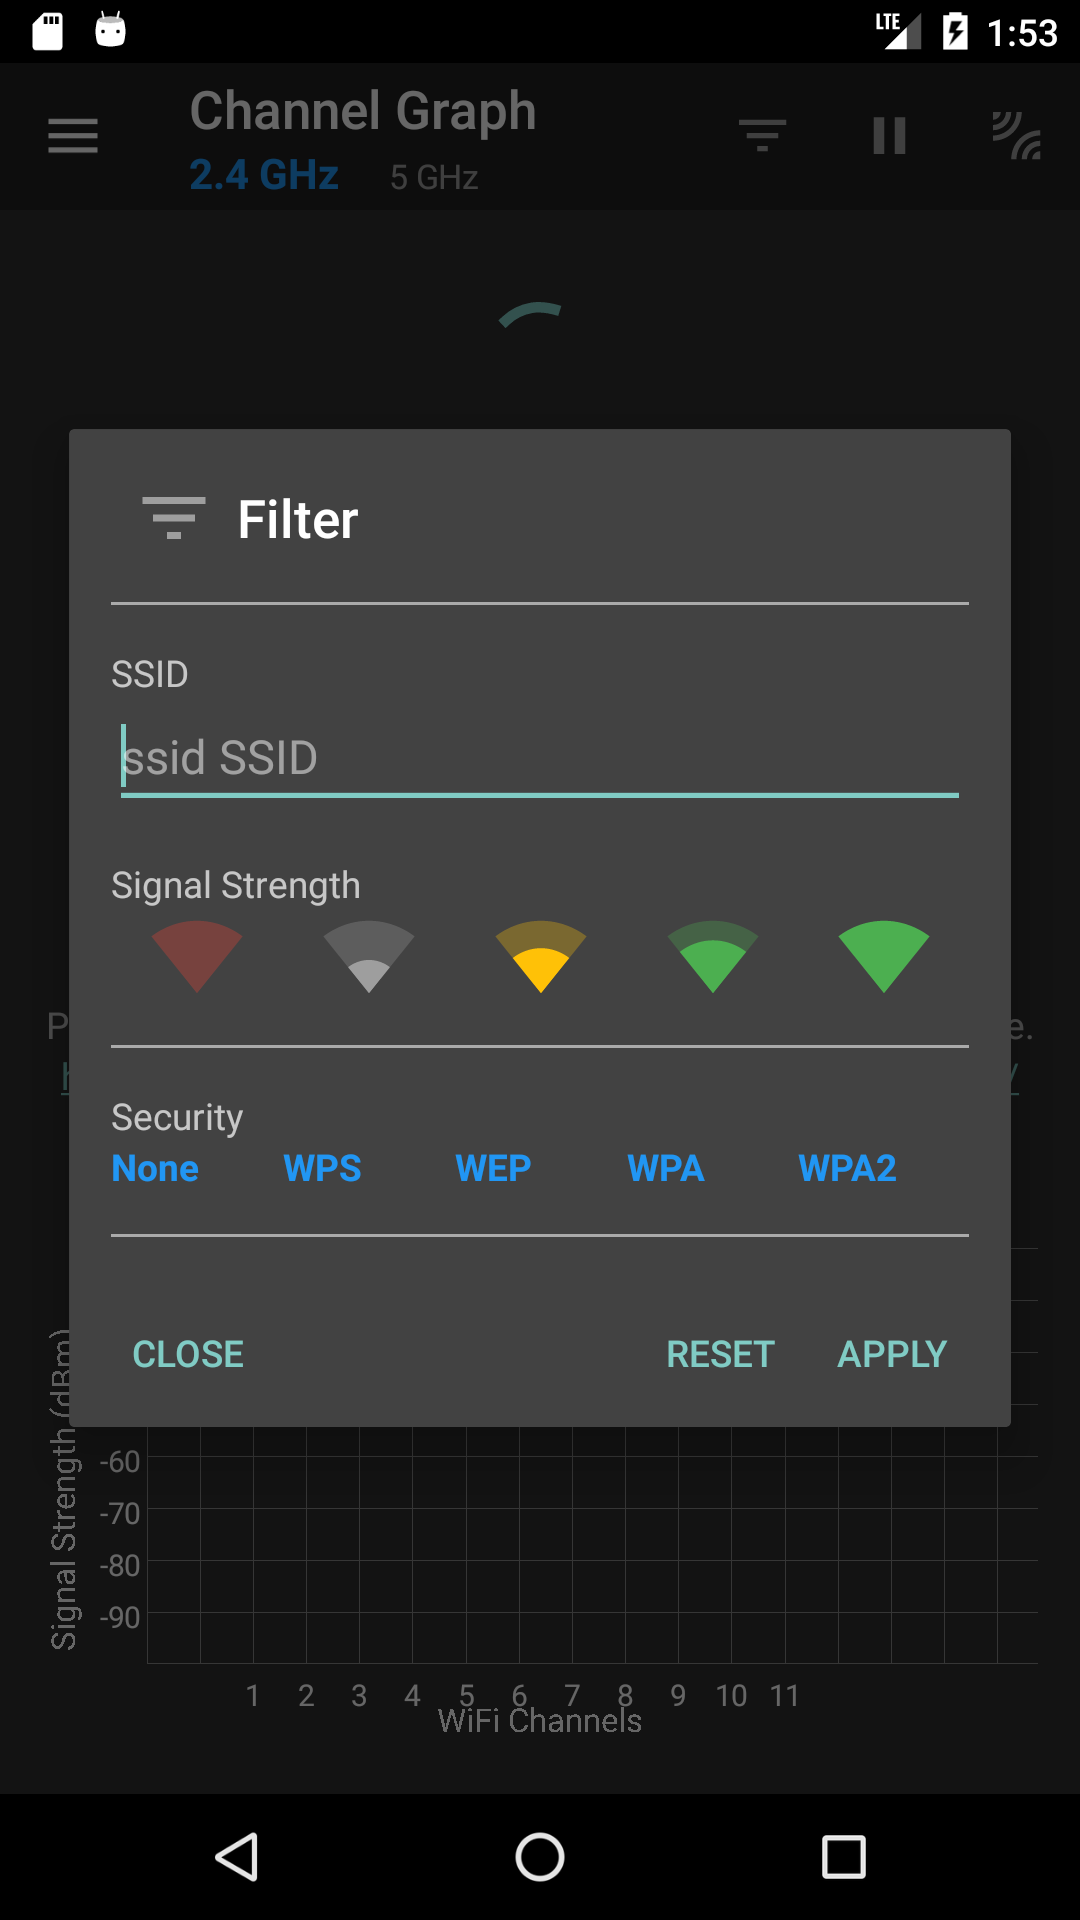 LTE 1:53
Channel Graph
2.4 GHz 5 GHz
Filter
SSID
ssid SSID
Signal Strength
Security
None WPS WEP WPA WPA2
CLOSE RESET APPLY
Signal Strength (dBm)
-60
-70
-80
-90
1 2 3 4 5 6 7 8 9 10 11
WiFi Channels